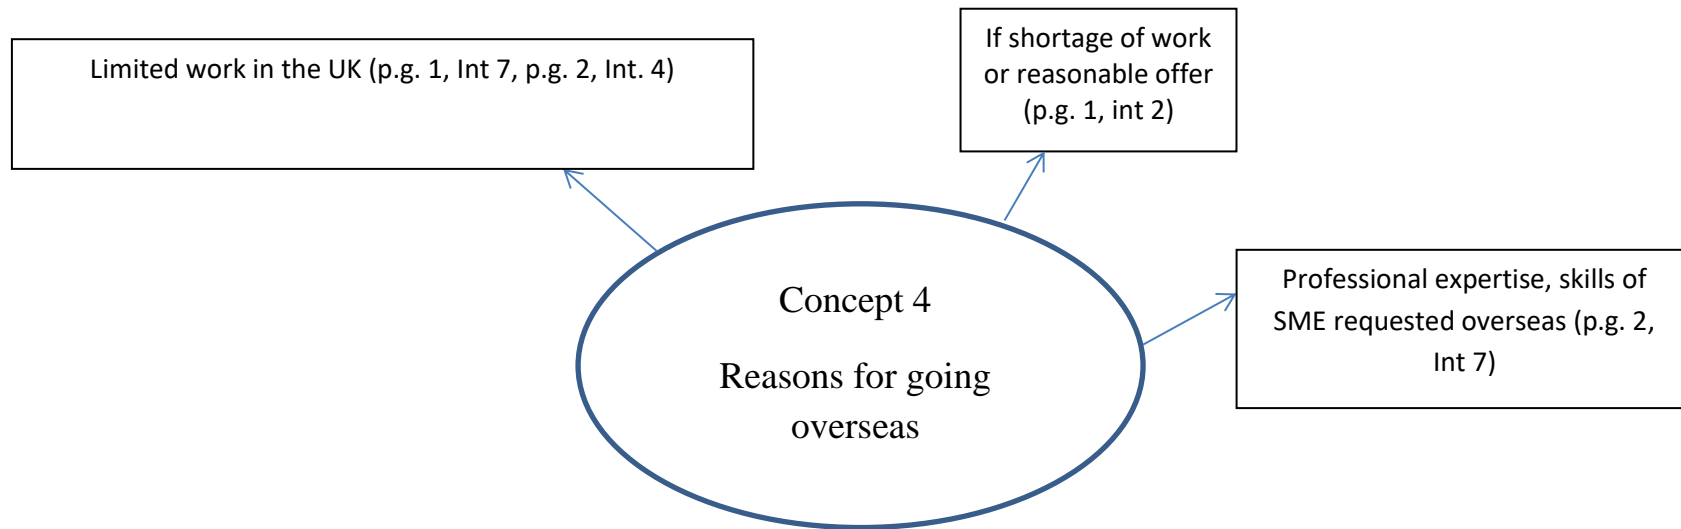 Limited work in the UK (p.g. 1, Int 7, p.g. 2, Int. 4)
If shortage of work
or reasonable offer
(p.g. 1, int 2)
Professional expertise, skills of
SME requested overseas (p.g. 2,
Int 7)
Concept 4
Reasons for going
overseas